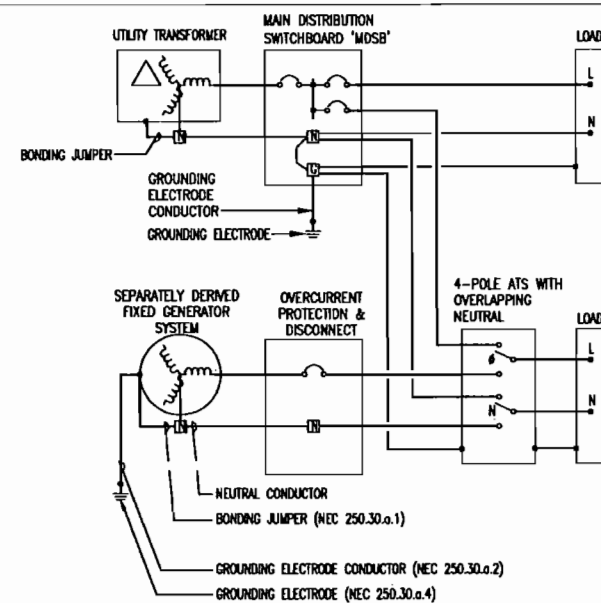 MAIN DISTRIBUTION
UTILITY TRANSFORMER
SWITCHBOARD 'MDSB'
LOAD
L
N
N
N
BONDING JUMPER
G
GROUNDING
ELECTRODE
CONDUCTOR
GROUNDING ELECTRODE
SEPARATELY DERIVED
FIXED GENERATOR
SYSTEM
OVERCURRENT
PROTECTION &
DISCONNECT
4-POLE ATS WITH
OVERLAPPING
NEUTRAL
LOAD
L
ø
N
N
N
N
NEUTRAL CONDUCTOR
BONDING JUMPER (NEC 250.30.a.1)
GROUNDING ELECTRODE CONDUCTOR (NEC 250.30.a.2)
GROUNDING ELECTRODE (NEC 250.30.a.4)